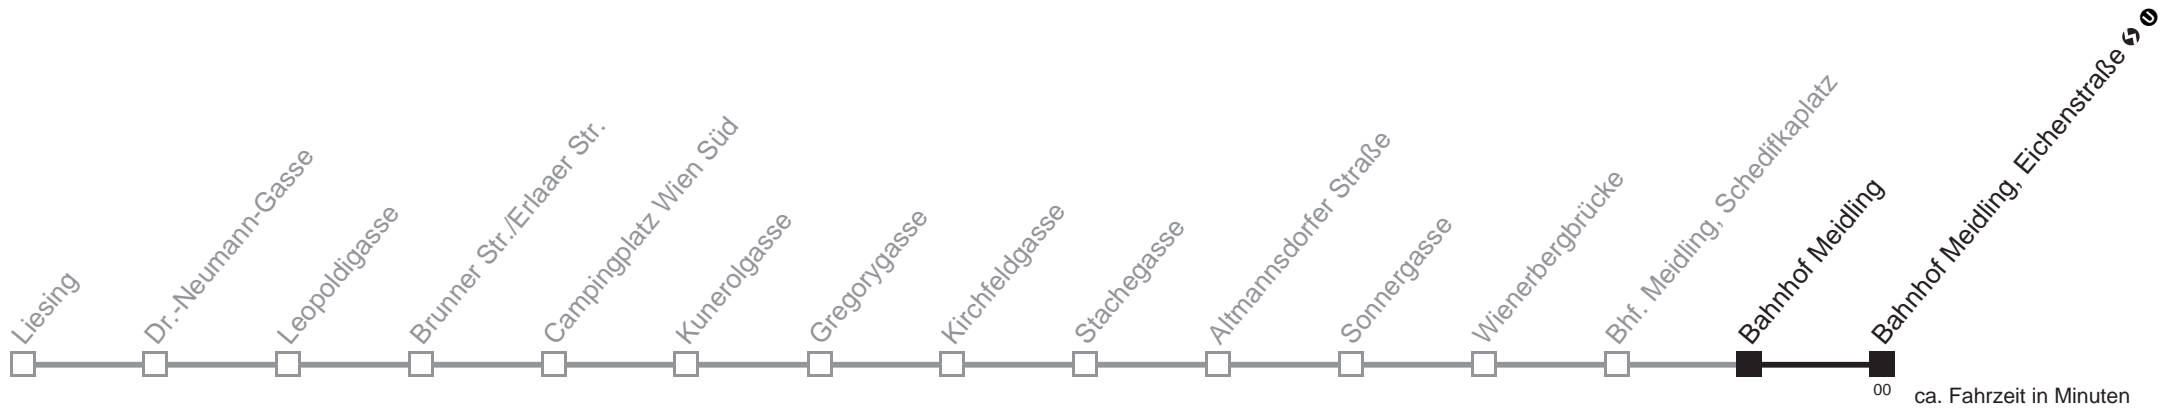 Liesing
Dr.-Neumann-Gasse
Leopoldigasse
Brunner Str./Erlaaer Str.
Campingplatz Wien Süd
Kunerolgasse
Gregorygasse
Kirchfeldgasse
Stachegasse
Altmannsdorfer Straße
Sonnergasse
Wienerbergbrücke
Bhf. Meidling, Schedifkaplatz
Bahnhof Meidling
Bahnhof Meidling, Eichenstraße S U
00
ca. Fahrzeit in Minuten